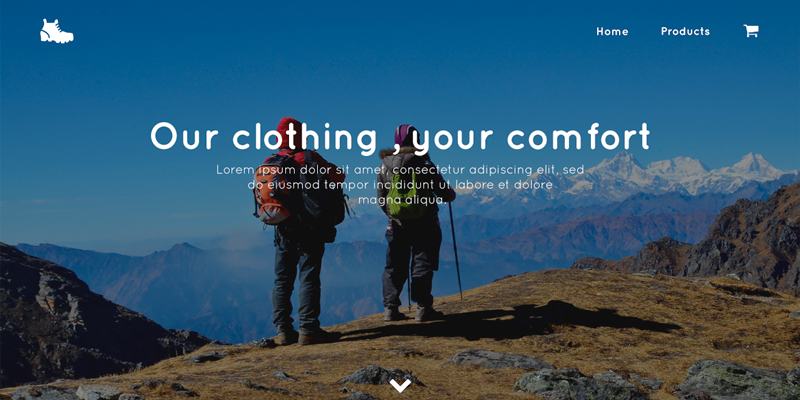 Home Products
Our clothing , your comfort
Lorem ipsum dolor sit amet, consectetur adipiscing elit, sed
do eiusmod tempor incididunt ut labore et dolore
magna aliqua.